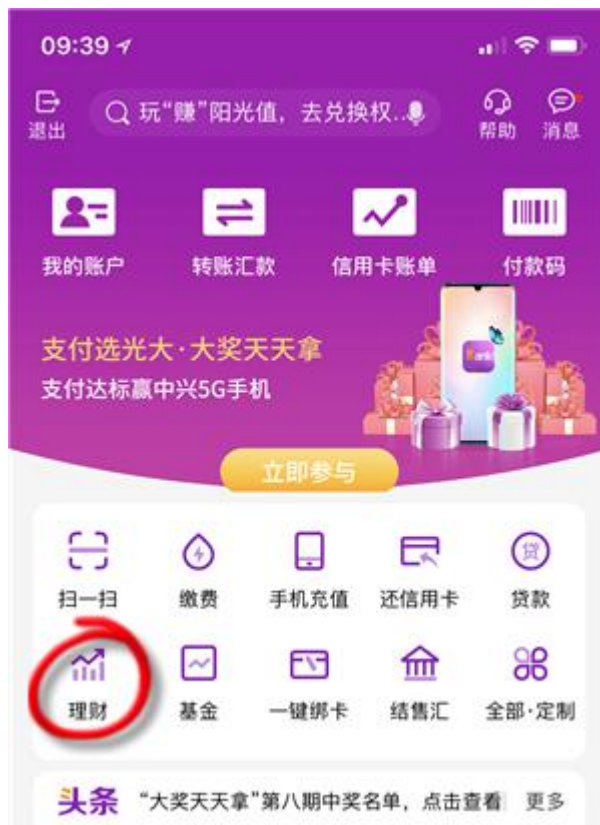 09:39
玩“赚”阳光值，去兑换权..
退出
帮助
消息
我的账户
转账汇款
信用卡账单
付款码
支付选光大·大奖天天拿
支付达标赢中兴5G手机
立即参与
扫一扫
缴费
手机充值
还信用卡
贷
贷款
理财
基金
一键绑卡
结售汇
全部·定制
头条 “大奖天天拿”第八期中奖名单，点击查看 更多